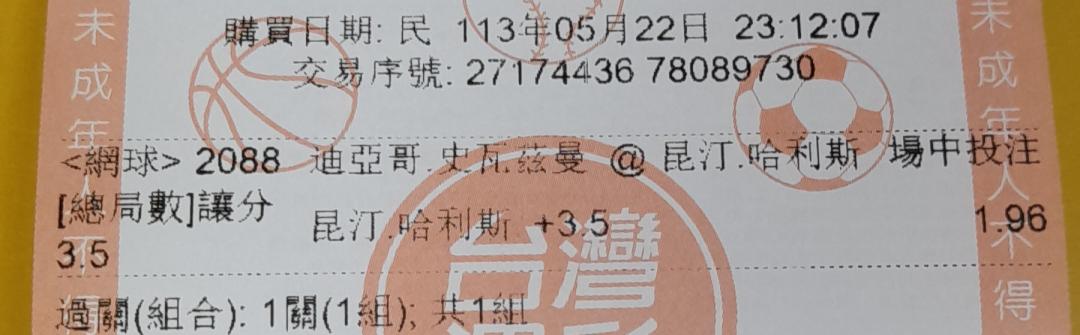 購買日期: 民 113年05月22日 23:12:07
交易序號: 27174436 78089730
<網球> 2088 迪亞哥.史瓦茲曼 @ 昆汀.哈利斯 場中投注
[總局數]讓分 昆汀.哈利斯 +3.5 1.96
3.5
過關(組合): 1關(1組); 共1組
未成年人不得
未成年人不得
台灣